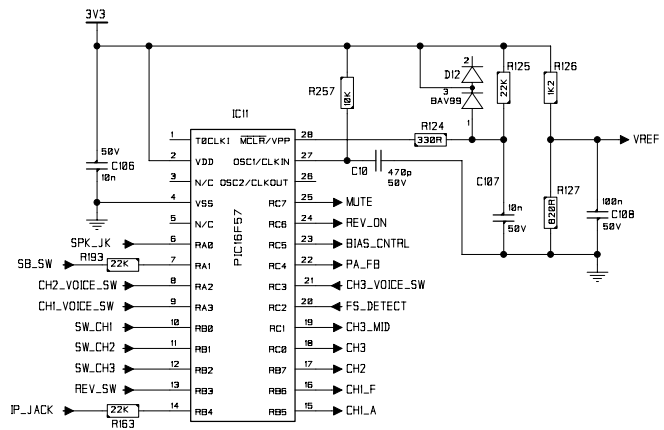 3V3
D12
2
3
BAV99
1
R125
22K
R126
1K2
R257
10K
IC11
50V
C106
10n
1 T0CLKI MCLR/VPP 28
R124
330R
VREF
2 VDD OSC1/CLKIN 27
C10
470p
50V
3 N/C OSC2/CLKOUT 26
C107
10n
50V
R127
820R
100n
C108
50V
4 VSS RC7 25 MUTE
5 N/C RC6 24 REV_ON
PIC16F57
SPK_JK 6 RA0 RC5 23 BIAS_CNTRL
SB_SW R193 22K 7 RA1 RC4 22 PA_FB
CH2_VOICE_SW 8 RA2 RC3 21 CH3_VOICE_SW
CH1_VOICE_SW 9 RA3 RC2 20 FS_DETECT
SW_CH1 10 RB0 RC1 19 CH3_MID
SW_CH2 11 RB1 RC0 18 CH3
SW_CH3 12 RB2 RB7 17 CH2
REV_SW 13 RB3 RB6 16 CH1_F
IP_JACK 22K 14 RB4 RB5 15 CH1_A
R163